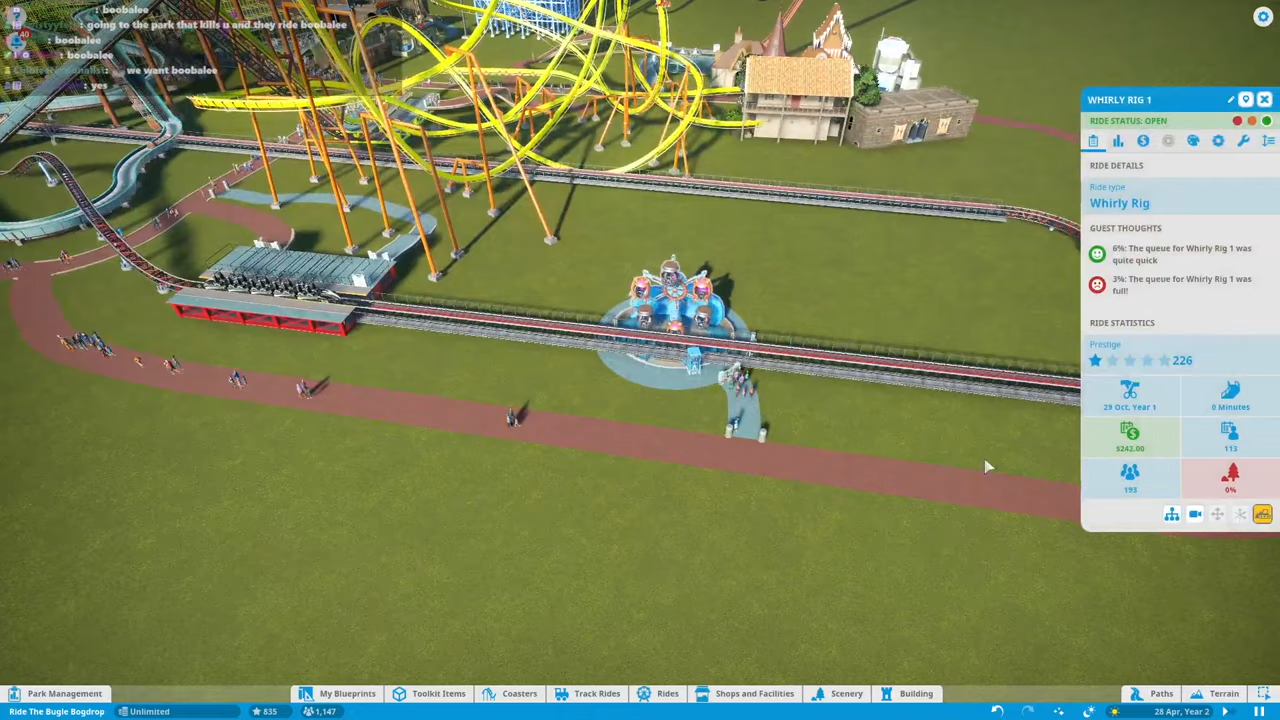 : boobalee
: going to the park that kills u and they ride boobalee
40 : boobalee
: boobalee
: we want boobalee
: yes
WHIRLY RIG 1
RIDE STATUS: OPEN
RIDE DETAILS
Ride type
Whirly Rig
GUEST THOUGHTS
6%: The queue for Whirly Rig 1 was
quite quick
3%: The queue for Whirly Rig 1 was
full!
RIDE STATISTICS
Prestige
226
29 Oct, Year 1
0 Minutes
$242.00
113
193
0%
Park Management
My Blueprints
Toolkit Items
Coasters
Track Rides
Rides
Shops and Facilities
Scenery
Building
Paths
Terrain
Ride The Bugle Bogdrop
Unlimited
835
1,147
28 Apr, Year 2